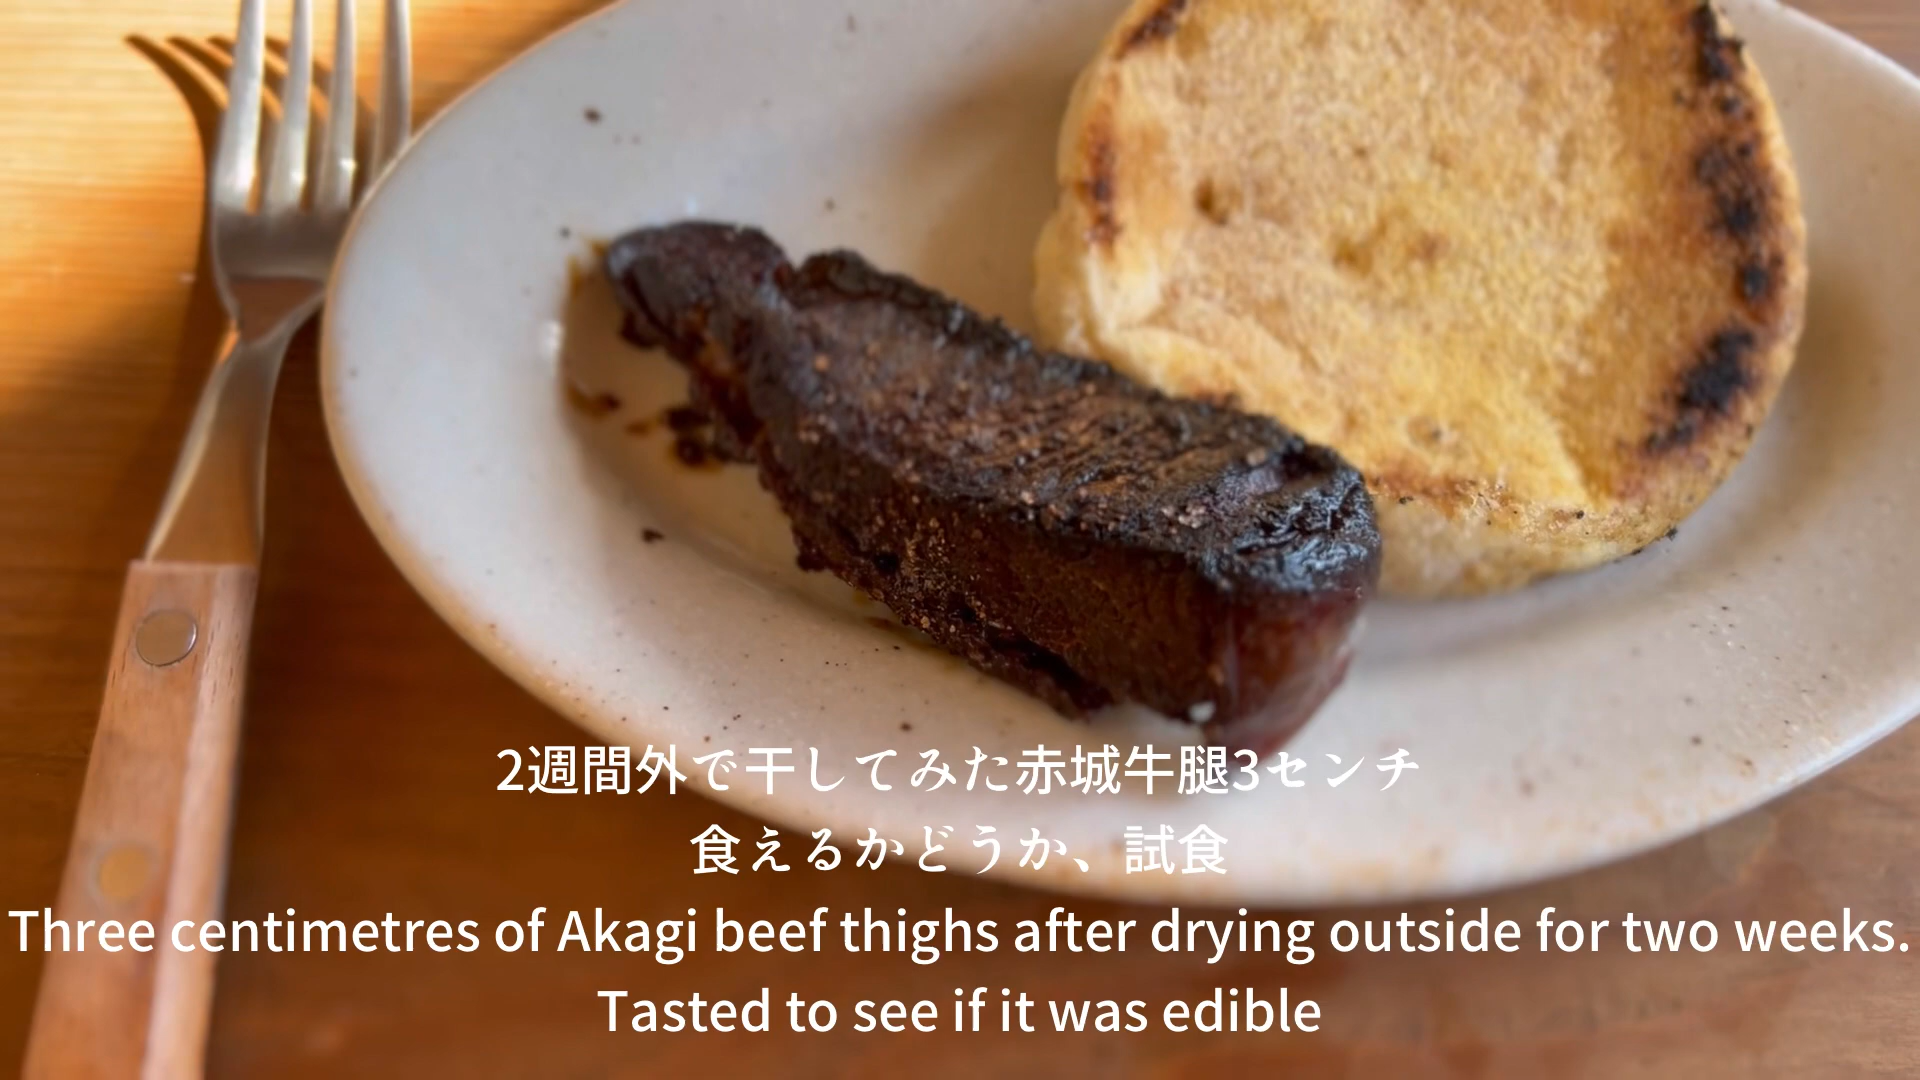 2週間外で干してみた赤城牛腿3センチ
食えるかどうか、試食
Three centimetres of Akagi beef thighs after drying outside for two weeks.
Tasted to see if it was edible